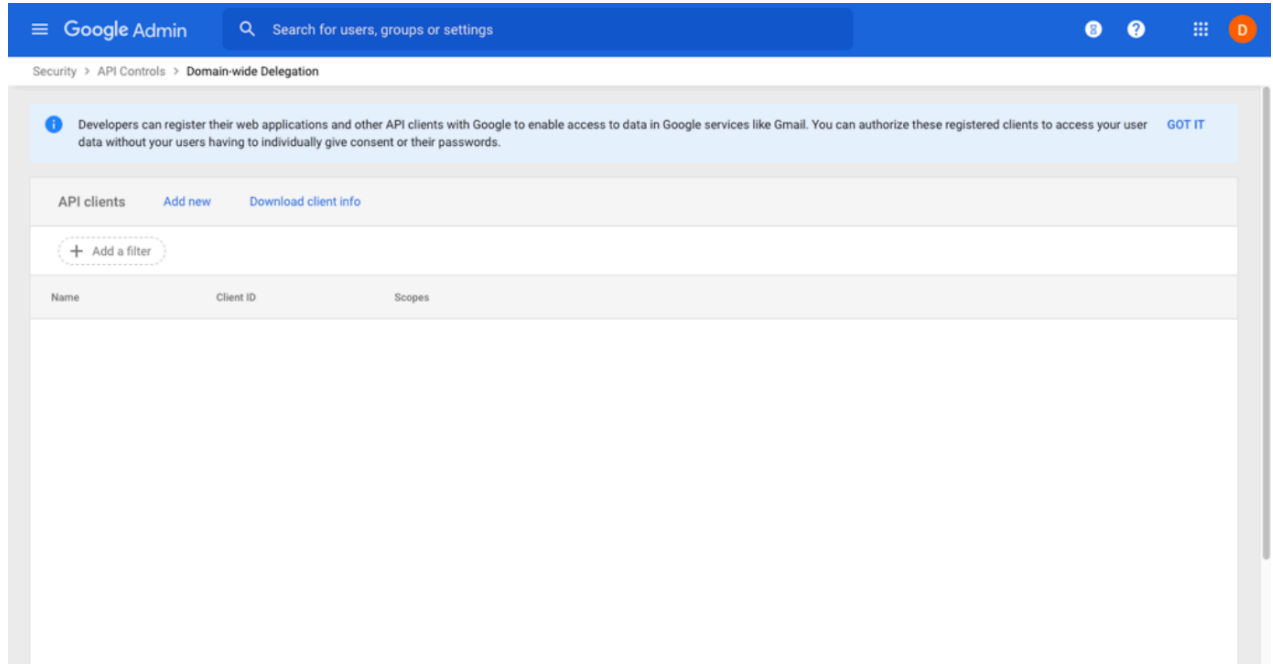 Google Admin
Search for users, groups or settings
8
?
D
Security > API Controls > Domain-wide Delegation
Developers can register their web applications and other API clients with Google to enable access to data in Google services like Gmail. You can authorize these registered clients to access your user
data without your users having to individually give consent or their passwords.
GOT IT
API clients
Add new
Download client info
+ Add a filter
Name
Client ID
Scopes